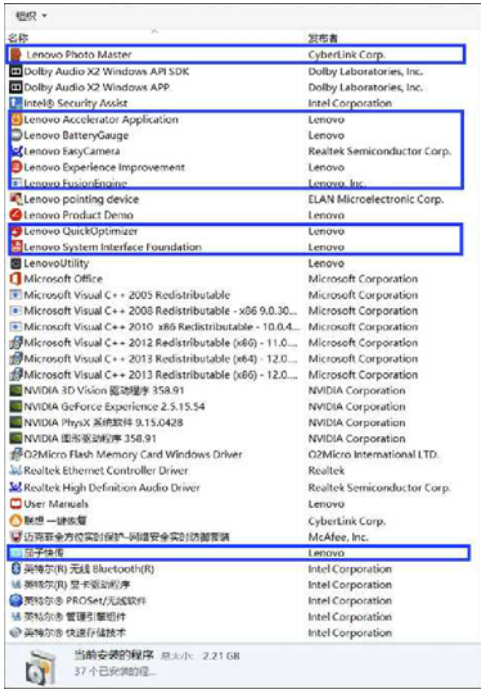 组织
名称 发布者
Lenovo Photo Master CyberLink Corp.
Dolby Audio X2 Windows API SDK Dolby Laboratories, Inc.
Dolby Audio X2 Windows APP Dolby Laboratories, Inc.
Intel® Security Assist Intel Corporation
Lenovo Accelerator Application Lenovo
Lenovo BatteryGauge Lenovo
Lenovo EasyCamera Realtek Semiconductor Corp.
Lenovo Experience Improvement Lenovo
Lenovo FusionEngine Lenovo, Inc.
Lenovo pointing device ELAN Microelectronic Corp.
Lenovo Product Demo Lenovo
Lenovo QuickOptimizer Lenovo
Lenovo System Interface Foundation Lenovo
LenovoUtility Lenovo
Microsoft Office Microsoft Corporation
Microsoft Visual C++ 2005 Redistributable Microsoft Corporation
Microsoft Visual C++ 2008 Redistributable - x86 9.0.30... Microsoft Corporation
Microsoft Visual C++ 2010 x86 Redistributable - 10.0.4... Microsoft Corporation
Microsoft Visual C++ 2012 Redistributable (x86) - 11.0.... Microsoft Corporation
Microsoft Visual C++ 2013 Redistributable (x64) - 12.0.... Microsoft Corporation
Microsoft Visual C++ 2013 Redistributable (x86) - 12.0.... Microsoft Corporation
NVIDIA 3D Vision 驱动程序 358.91 NVIDIA Corporation
NVIDIA GeForce Experience 2.5.15.54 NVIDIA Corporation
NVIDIA PhysX 系统软件 9.15.0428 NVIDIA Corporation
NVIDIA 图形驱动程序 358.91 NVIDIA Corporation
O2Micro Flash Memory Card Windows Driver O2Micro International LTD.
Realtek Ethernet Controller Driver Realtek
Realtek High Definition Audio Driver Realtek Semiconductor Corp.
User Manuals Lenovo
联想 一键恢复 CyberLink Corp.
迈克菲全方位实时保护-网络安全实时防御套装 McAfee, Inc.
茄子快传 Lenovo
英特尔(R) 无线 Bluetooth(R) Intel Corporation
英特尔(R) 显卡驱动程序 Intel Corporation
英特尔® PROSet/无线软件 Intel Corporation
英特尔® 管理引擎组件 Intel Corporation
英特尔® 快速存储技术 Intel Corporation
当前安装的程序 总大小: 2.21 GB
37 个已安装的程...